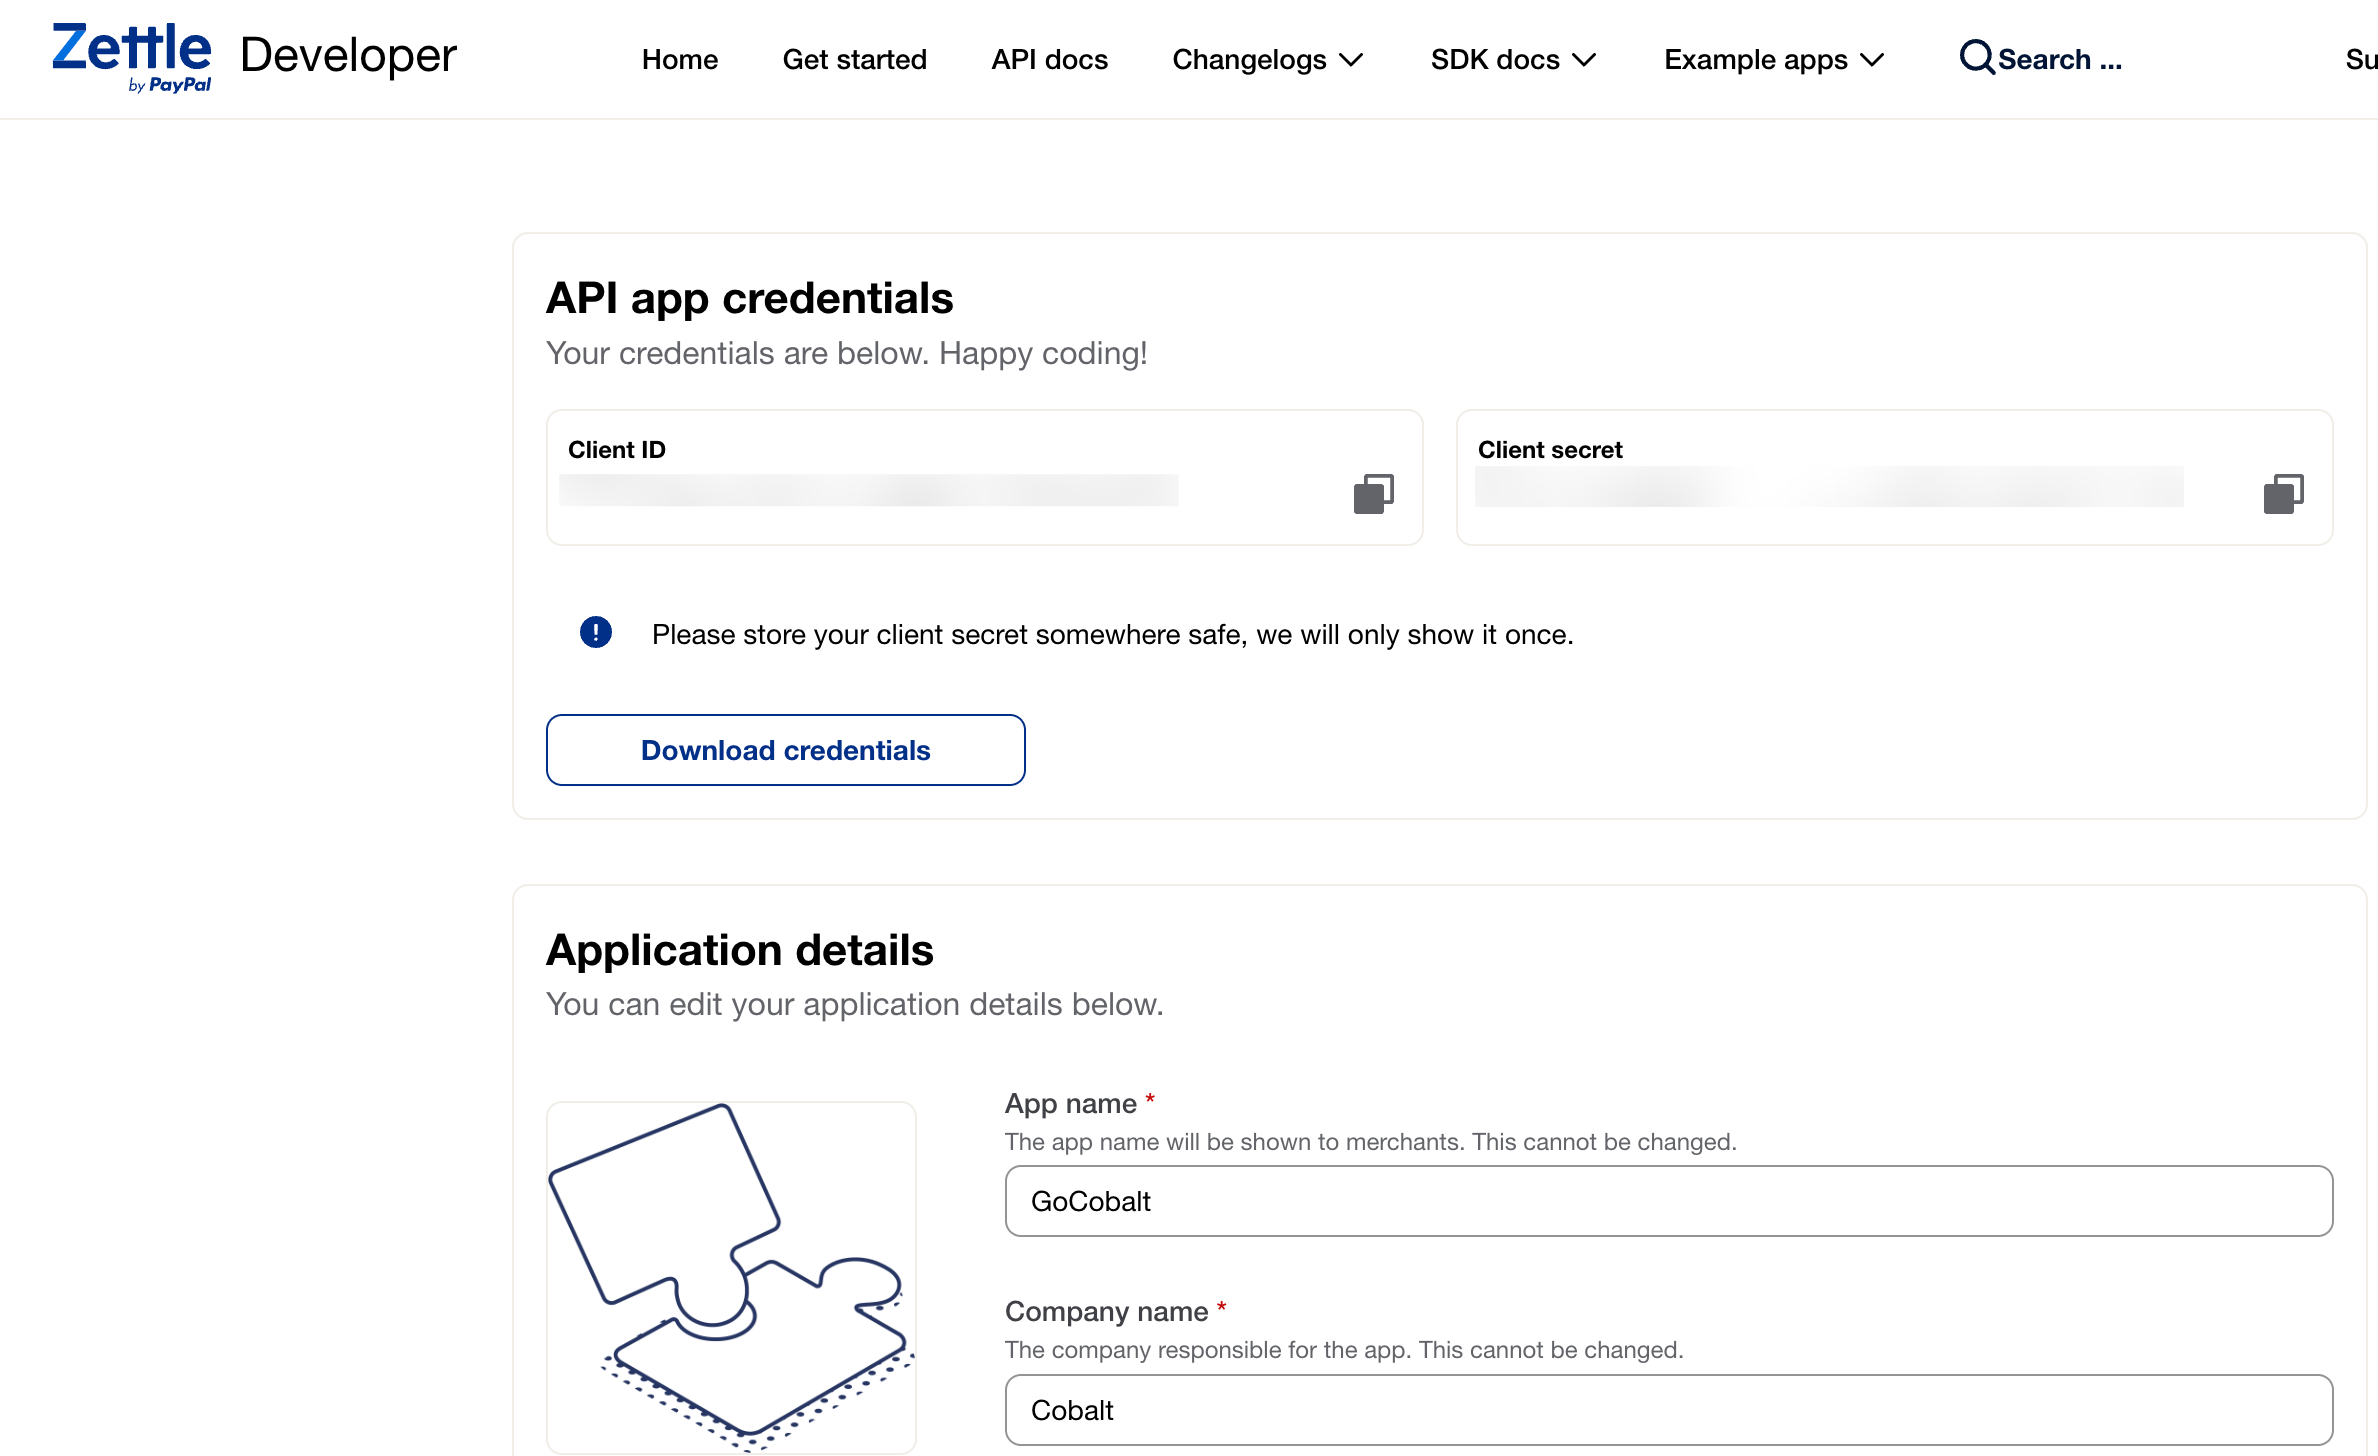 Zettle by PayPal Developer
Home Get started API docs Changelogs SDK docs Example apps Search ... Su
API app credentials
Your credentials are below. Happy coding!
Client ID
Client secret
! Please store your client secret somewhere safe, we will only show it once.
Download credentials
Application details
You can edit your application details below.
App name *
The app name will be shown to merchants. This cannot be changed.
GoCobalt
Company name *
The company responsible for the app. This cannot be changed.
Cobalt